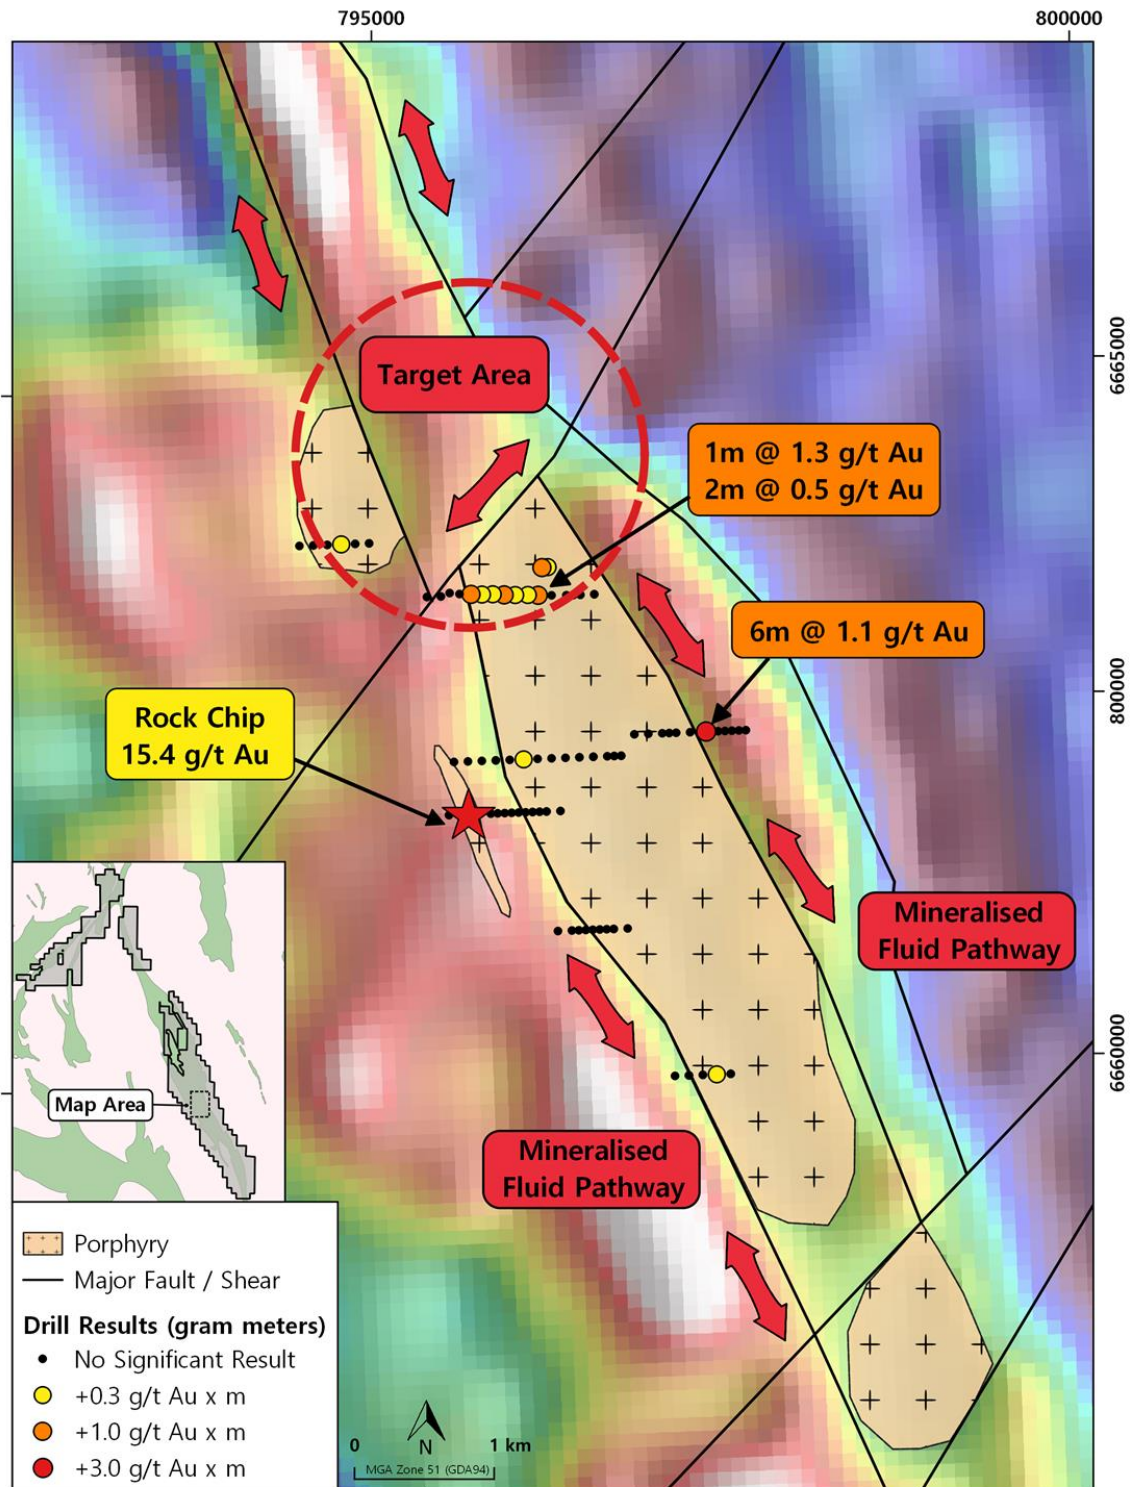 795000
800000
6665000
Target Area
1m @ 1.3 g/t Au
2m @ 0.5 g/t Au
6m @ 1.1 g/t Au
800000
Rock Chip
15.4 g/t Au
Mineralised
Fluid Pathway
6660000
Map Area
Mineralised
Fluid Pathway
Porphyry
Major Fault / Shear
Drill Results (gram meters)
No Significant Result
+0.3 g/t Au x m
+1.0 g/t Au x m
+3.0 g/t Au x m
0 N 1 km
MGA Zone 51 (GDA94)